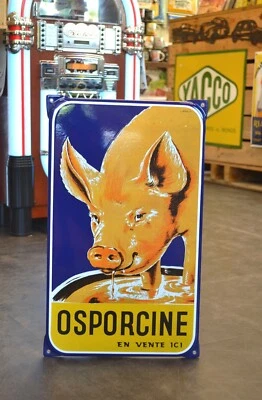 YACCO
OSPORCINE
EN VENTE ICI